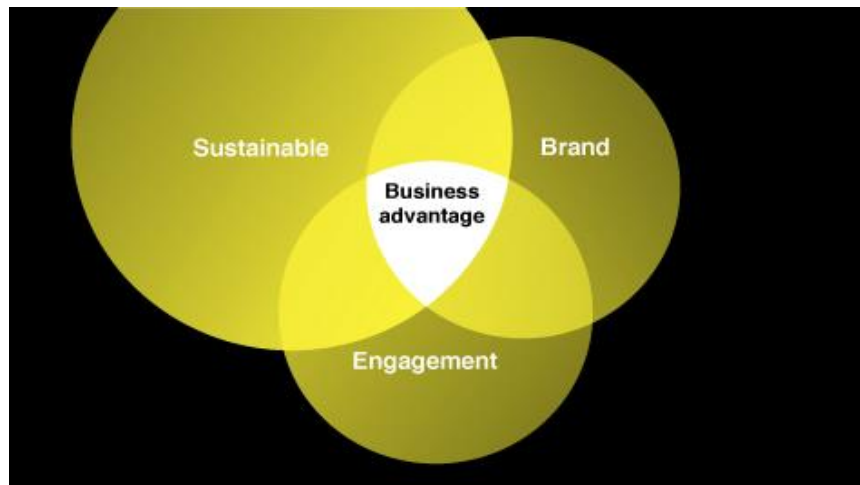 Sustainable
Brand
Business
advantage
Engagement